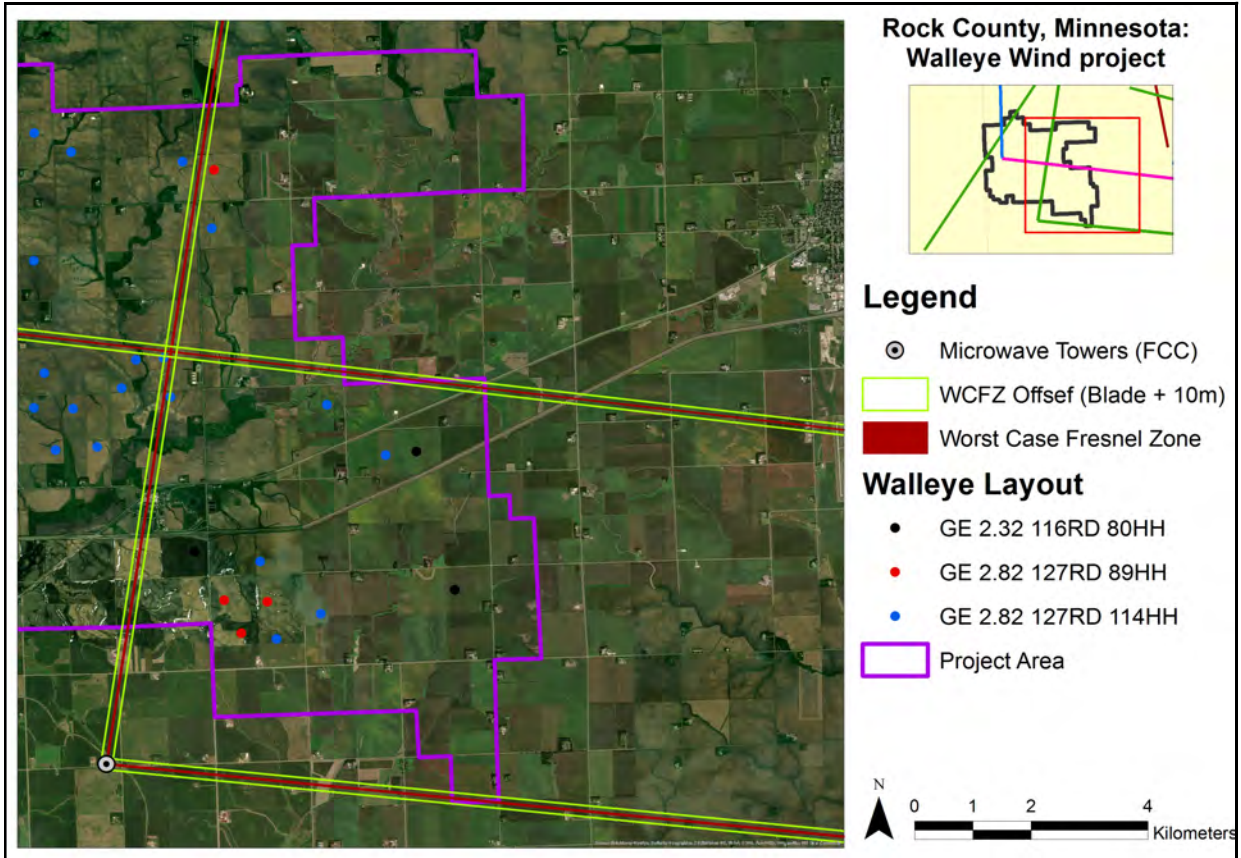 Rock County, Minnesota:
Walleye Wind project
Legend
Microwave Towers (FCC)
WCFZ Offsef (Blade + 10m)
Worst Case Fresnel Zone
Walleye Layout
GE 2.32 116RD 80HH
GE 2.82 127RD 89HH
GE 2.82 127RD 114HH
Project Area
N
0 1 2 4
Kilometers